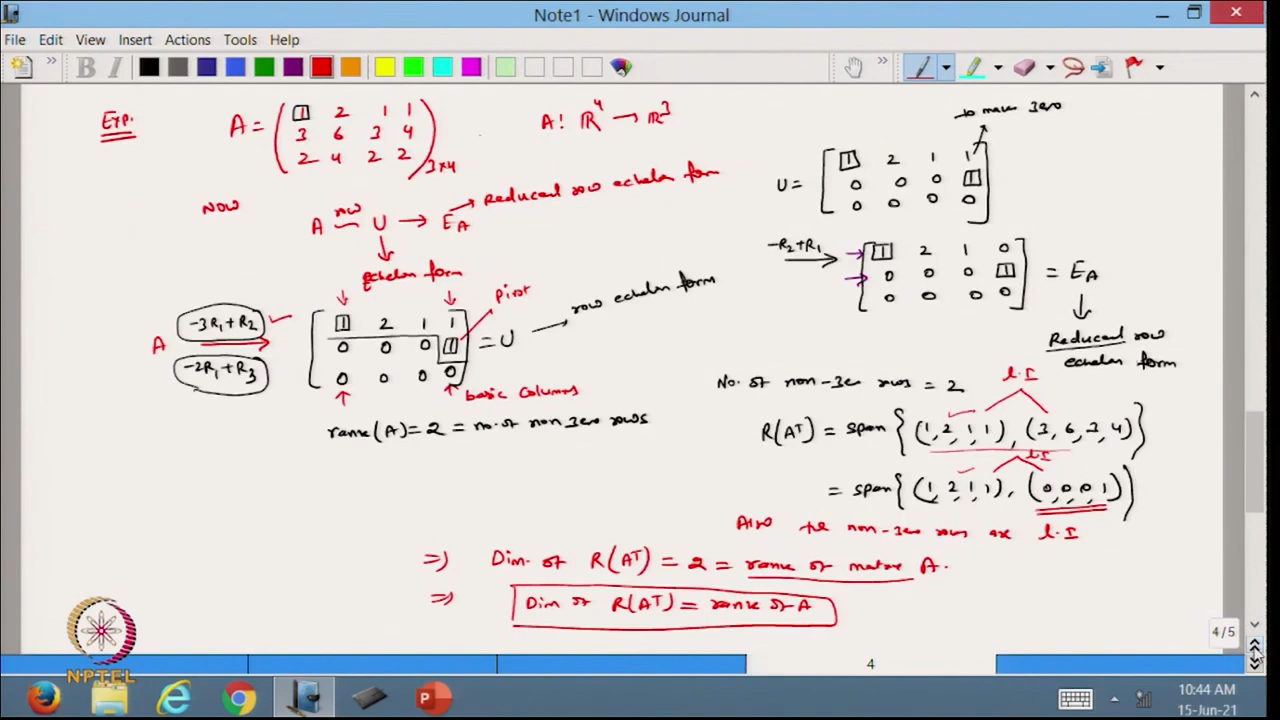 Note1 - Windows Journal
File Edit View Insert Actions Tools Help
Exp. A = ( 1 2 1 1
3 6 3 4
2 4 2 2 ) 3×4
A: ℝ⁴ → ℝ³
Now
A row ~ U → E_A → Reduced row echelon form
echelon form
A -3R₁+R₂
-2R₁+R₃
[ 1 2 1 1
0 0 0 1
0 0 0 0 ] = U → row echelon form
pivot
basic columns
rank(A) = 2 = no. of non zero rows
to make zero
U = [ 1 2 1 1
0 0 0 1
0 0 0 0 ]
-R₂+R₁ → [ 1 2 1 0
0 0 0 1
0 0 0 0 ] = E_A
Reduced row
echelon form
No. of non-zero rows = 2
l.I
R(AT) = span { (1,2,1,1), (3,6,3,4) }
l.I
= span { (1,2,1,1), (0,0,0,1) }
Also the non-zero rows are l.I
=) Dim. of R(AT) = 2 = rank of matrix A.
=) Dim of R(AT) = rank of A
4/5
4
NPTEL
10:44 AM
15-Jun-21